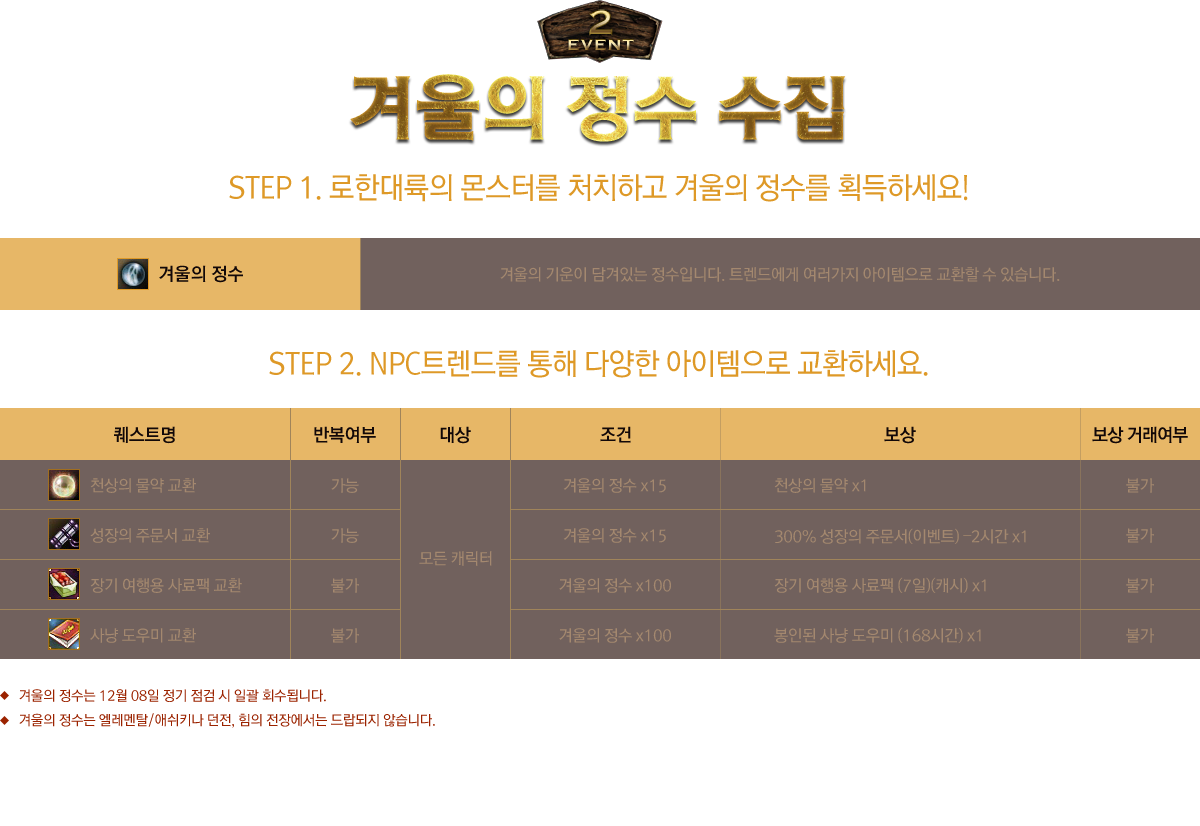 2
EVENT
겨울의 정수 수집
STEP 1. 로한대륙의 몬스터를 처치하고 겨울의 정수를 획득하세요!
겨울의 정수
겨울의 기운이 담겨있는 정수입니다. 트렌드에게 여러가지 아이템으로 교환할 수 있습니다.
STEP 2. NPC트렌드를 통해 다양한 아이템으로 교환하세요.
퀘스트명 반복여부 대상 조건 보상 보상 거래여부
천상의 물약 교환 가능 겨울의 정수 x15 천상의 물약 x1 불가
성장의 주문서 교환 가능 겨울의 정수 x15 300% 성장의 주문서(이벤트) -2시간 x1 불가
모든 캐릭터
장기 여행용 사료팩 교환 불가 겨울의 정수 x100 장기 여행용 사료팩 (7일)(캐시) x1 불가
사냥 도우미 교환 불가 겨울의 정수 x100 봉인된 사냥 도우미 (168시간) x1 불가
◆ 겨울의 정수는 12월 08일 정기 점검 시 일괄 회수됩니다.
◆ 겨울의 정수는 엘레멘탈/애쉬키나 던전, 힘의 전장에서는 드랍되지 않습니다.